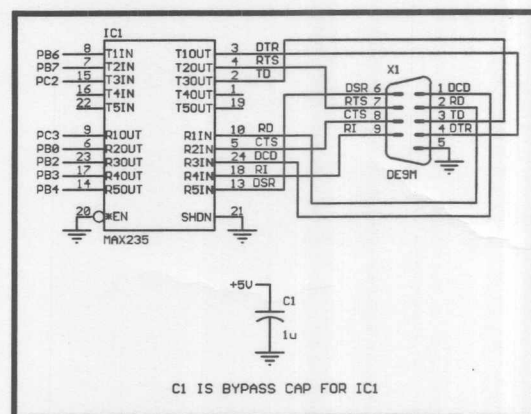 IC1
PB6 8 T1IN T1OUT 3 DTR
PB7 7 T2IN T2OUT 4 RTS
PC2 15 T3IN T3OUT 2 TD
16 T4IN T4OUT 1
22 T5IN T5OUT 19
PC3 9 R1OUT R1IN 10 RD
PB0 6 R2OUT R2IN 5 CTS
PB2 23 R3OUT R3IN 24 DCD
PB3 17 R4OUT R4IN 18 RI
PB4 14 R5OUT R5IN 13 DSR
20 *EN SHDN 21
MAX235
X1
DSR 6 1 DCD
RTS 7 2 RD
CTS 8 3 TD
RI 9 4 DTR
5
DE9M
+5V
C1
1u
C1 IS BYPASS CAP FOR IC1